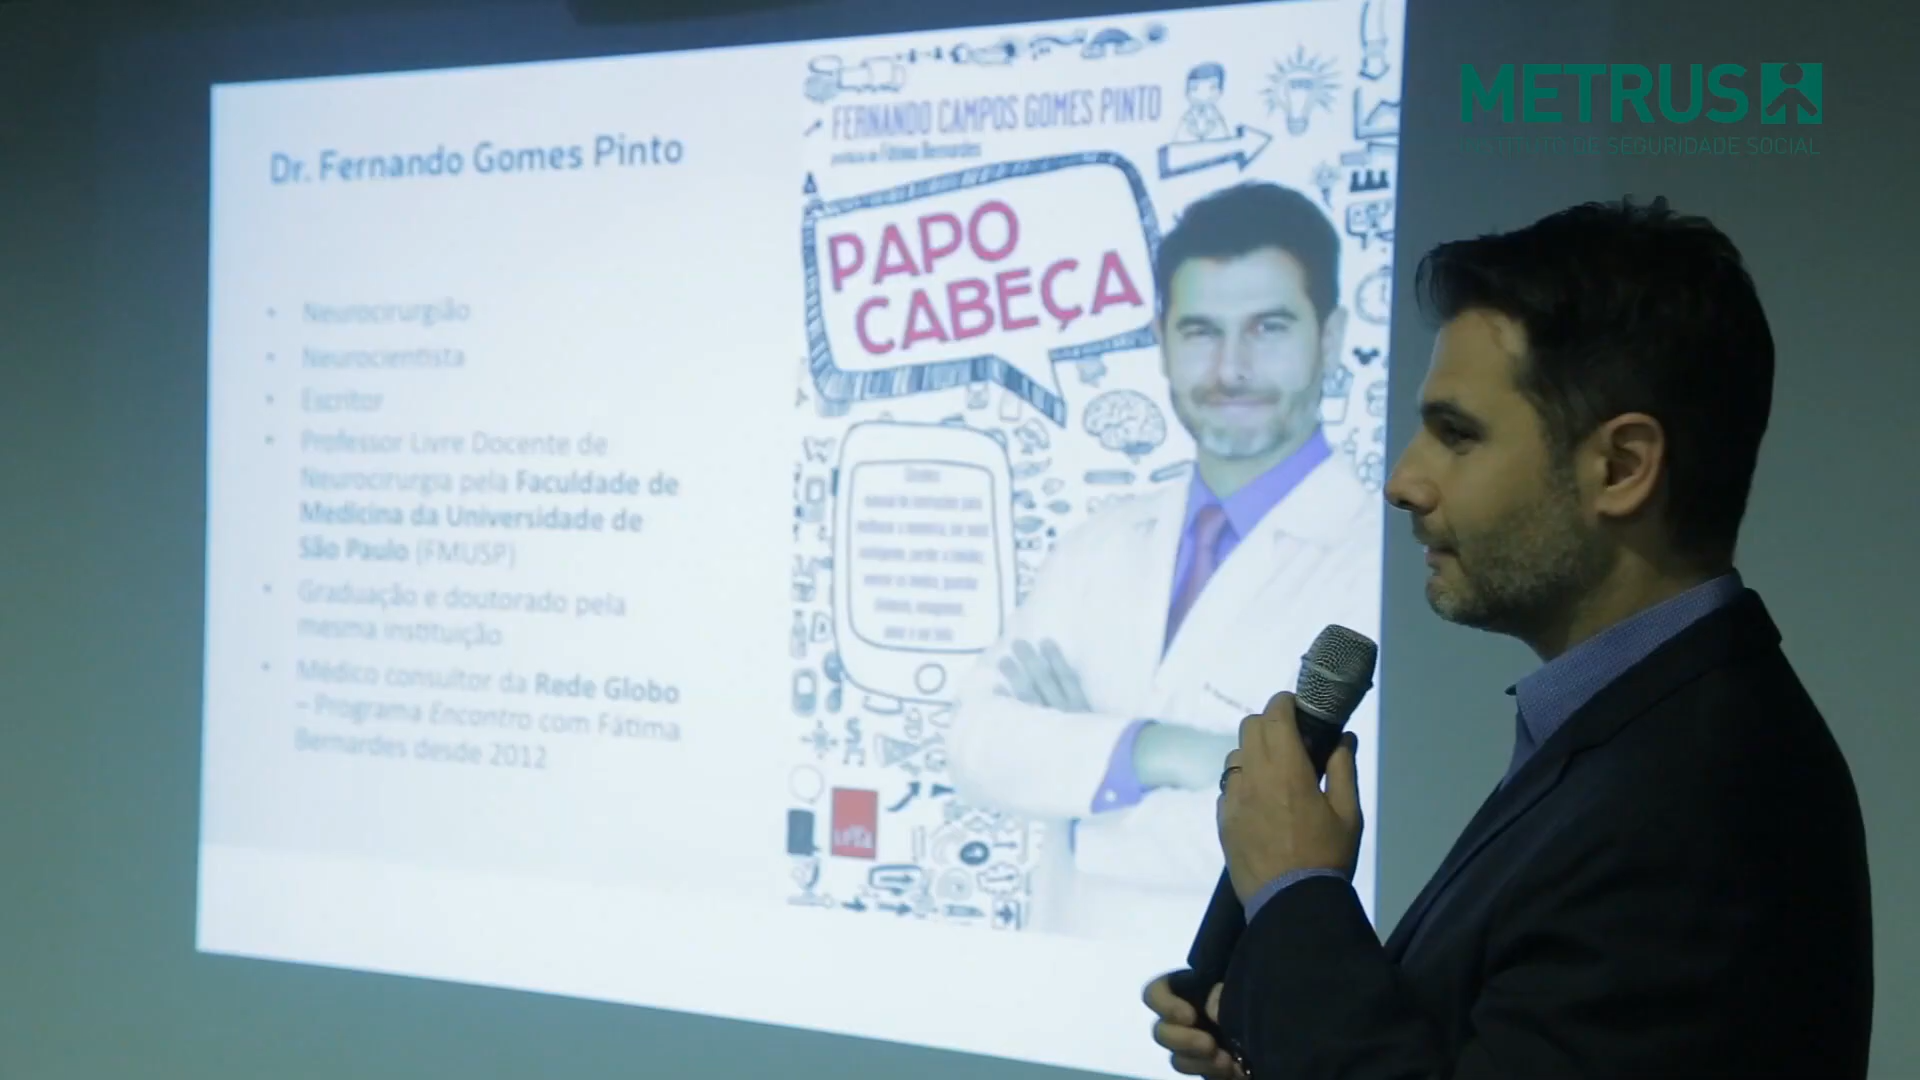 METRUS
INSTITUTO DE SEGURIDADE SOCIAL
Dr. Fernando Gomes Pinto
• Neurocirurgião
• Neurocientista
• Escritor
• Professor Livre Docente de
Neurocirurgia pela Faculdade de
Medicina da Universidade de
São Paulo (FMUSP)
• Graduação e doutorado pela
mesma instituição
• Médico consultor da Rede Globo
– Programa Encontro com Fátima
Bernardes desde 2012
FERNANDO CAMPOS GOMES PINTO
prefácio de Fátima Bernardes
PAPO
CABEÇA
LeYa